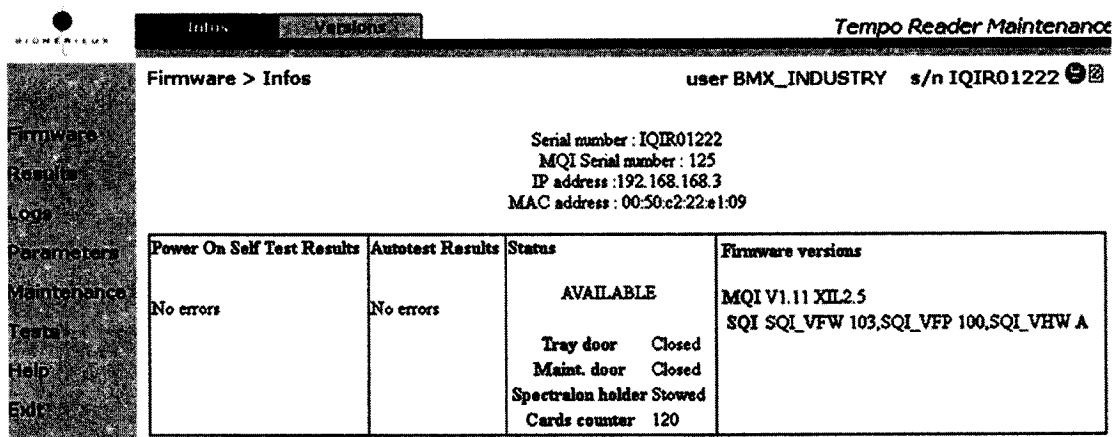 BIOMÉRIEUX
Infos Versions Tempo Reader Maintenance
Firmware > Infos user BMX_INDUSTRY s/n IQIR01222
Firmware
Results
Logs
Parameters
Maintenance
Tests
Help
Exit
Serial number : IQIR01222
MQI Serial number : 125
IP address :192.168.168.3
MAC address : 00:50:c2:22:e1:09
Power On Self Test Results Autotest Results Status Firmware versions
No errors No errors AVAILABLE MQI V1.11 XIL2.5
SQI SQI_VFW 103,SQI_VFP 100,SQI_VHW A
Tray door Closed
Maint. door Closed
Spectralon holder Stowed
Cards counter 120